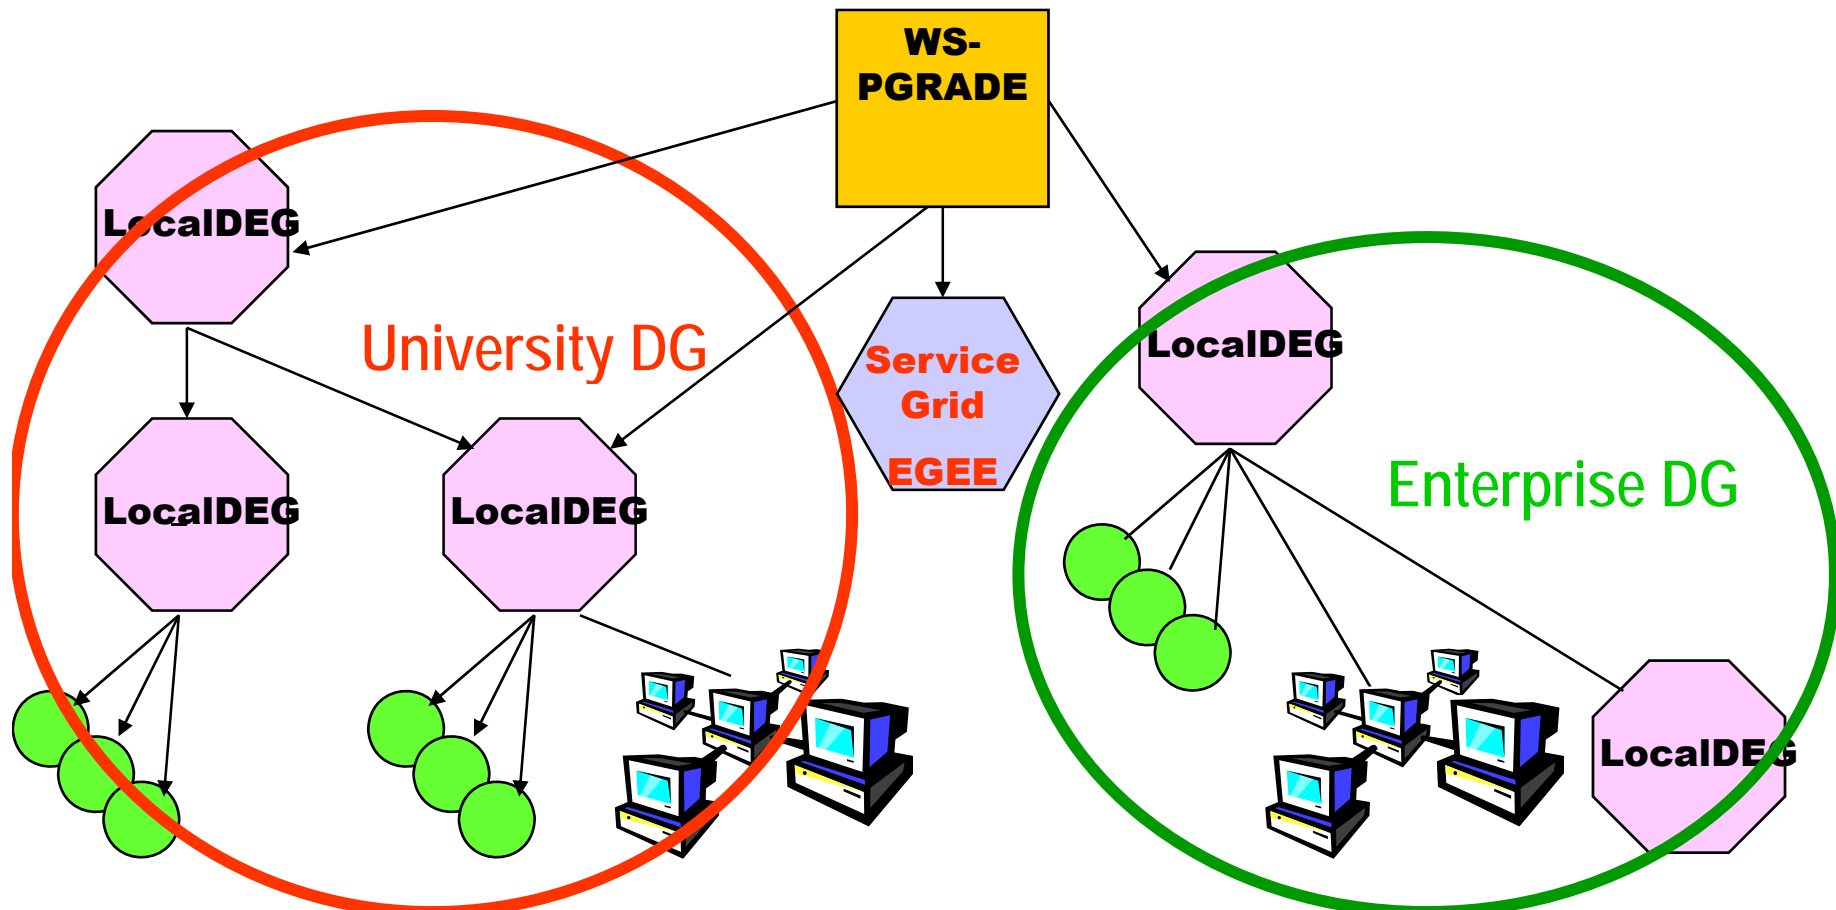 WS-
PGRADE
LocalDEG
University DG
Service
Grid
EGEE
LocalDEG
Enterprise DG
LocalDEG
LocalDEG
LocalDEG